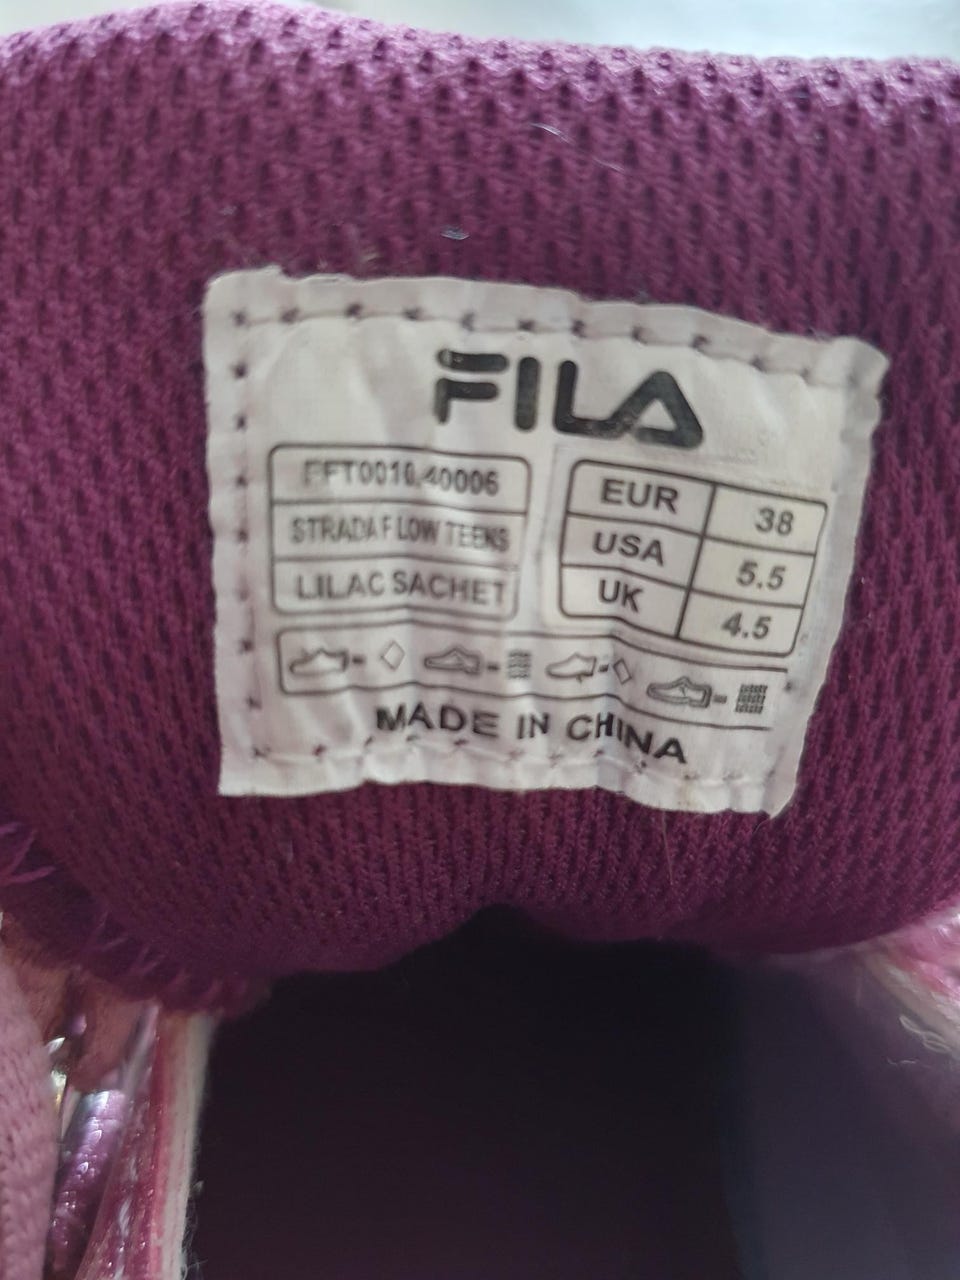 FILA
FFT0010.40006
STRADA F LOW TEENS
LILAC SACHET
EUR 38
USA 5.5
UK 4.5
MADE IN CHINA